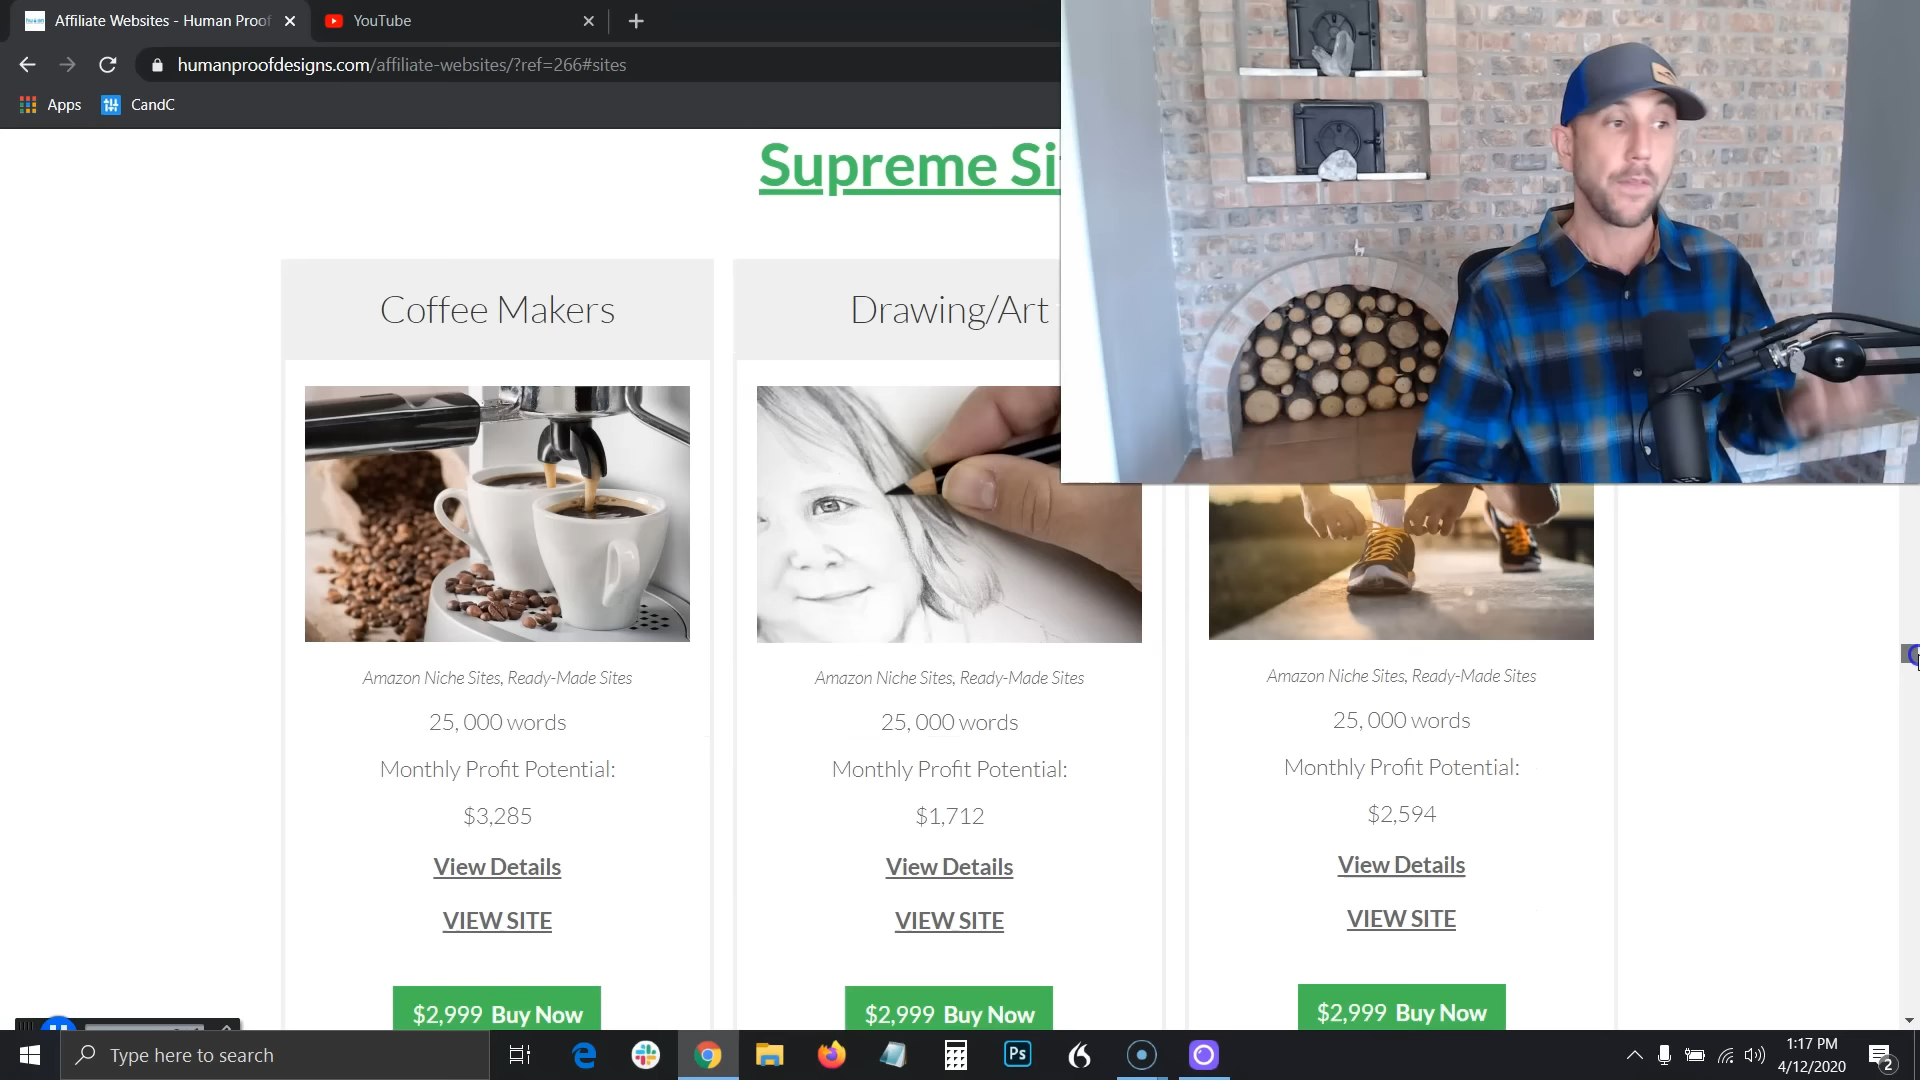 Affiliate Websites - Human Proof
YouTube
humanproofdesigns.com/affiliate-websites/?ref=266#sites
Apps
CandC
Supreme Si
Coffee Makers
Drawing/Art
Amazon Niche Sites, Ready-Made Sites
25, 000 words
Monthly Profit Potential:
$3,285
View Details
VIEW SITE
$2,999 Buy Now
Amazon Niche Sites, Ready-Made Sites
25, 000 words
Monthly Profit Potential:
$1,712
View Details
VIEW SITE
$2,999 Buy Now
Amazon Niche Sites, Ready-Made Sites
25, 000 words
Monthly Profit Potential:
$2,594
View Details
VIEW SITE
$2,999 Buy Now
Type here to search
Ps
1:17 PM
4/12/2020
2